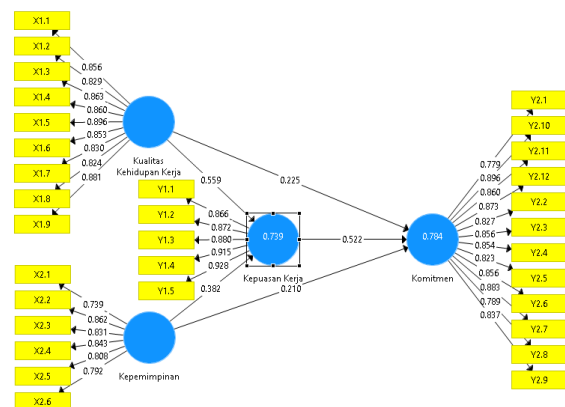 X1.1
X1.2
X1.3
X1.4
X1.5
X1.6
X1.7
X1.8
X1.9
0.856
0.829
0.863
0.860
0.896
0.853
0.830
0.824
0.881
Kualitas
Kehidupan Kerja
0.559
0.225
Y1.1
Y1.2
Y1.3
Y1.4
Y1.5
0.866
0.872
0.880
0.915
0.928
0.739
Kepuasan Kerja
0.522
0.382
0.210
X2.1
X2.2
X2.3
X2.4
X2.5
X2.6
0.739
0.862
0.831
0.843
0.808
0.792
Kepemimpinan
0.784
Komitmen
0.779
0.896
0.860
0.873
0.827
0.856
0.854
0.823
0.856
0.883
0.789
0.837
Y2.1
Y2.10
Y2.11
Y2.12
Y2.2
Y2.3
Y2.4
Y2.5
Y2.6
Y2.7
Y2.8
Y2.9